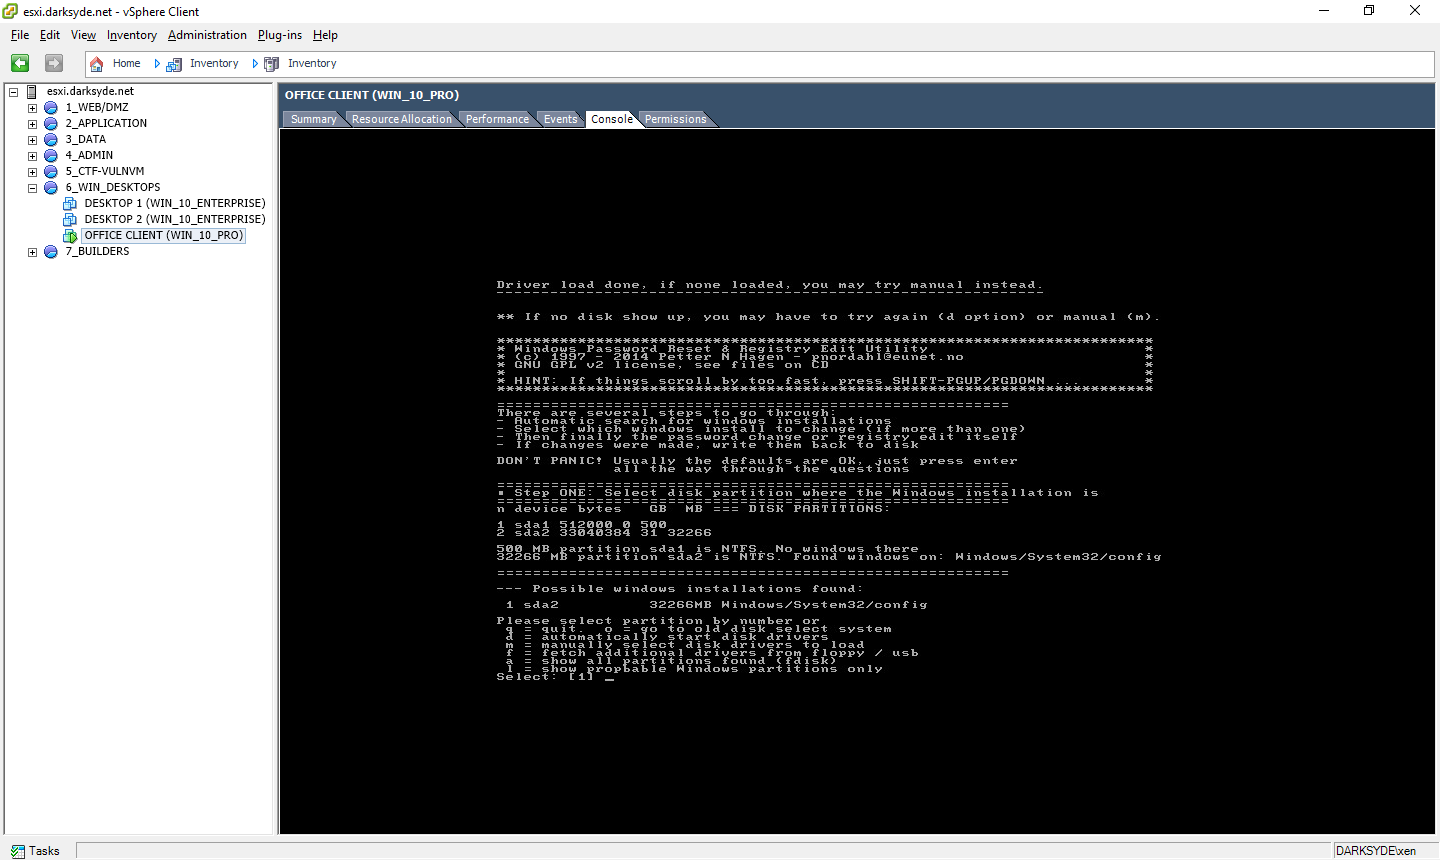 esxi.darksyde.net - vSphere Client
File Edit View Inventory Administration Plug-ins Help
Home Inventory Inventory
esxi.darksyde.net
1_WEB/DMZ
2_APPLICATION
3_DATA
4_ADMIN
5_CTF-VULNVM
6_WIN_DESKTOPS
DESKTOP 1 (WIN_10_ENTERPRISE)
DESKTOP 2 (WIN_10_ENTERPRISE)
OFFICE CLIENT (WIN_10_PRO)
7_BUILDERS
OFFICE CLIENT (WIN_10_PRO)
Summary Resource Allocation Performance Events Console Permissions
Driver load done, if none loaded, you may try manual instead.
-------------------------------------------------------------
** If no disk show up, you may have to try again (d option) or manual (m).
*************************************************************************
* Windows Password Reset & Registry Edit Utility *
* (c) 1997 - 2014 Petter N Hagen - pnordahl@eunet.no *
* GNU GPL v2 license, see files on CD *
* *
* HINT: If things scroll by too fast, press SHIFT-PGUP/PGDOWN ... *
*************************************************************************
=========================================================
There are several steps to go through:
- Automatic search for windows installations
- Select which windows install to change (if more than one)
- Then finally the password change or registry edit itself
- If changes were made, write them back to disk
DON'T PANIC! Usually the defaults are OK, just press enter
all the way through the questions
=========================================================
▪ Step ONE: Select disk partition where the Windows installation is
=========================================================
n device bytes GB MB === DISK PARTITIONS:
1 sda1 512000 0 500
2 sda2 33040384 31 32266
500 MB partition sda1 is NTFS. No windows there
32266 MB partition sda2 is NTFS. Found windows on: Windows/System32/config
=========================================================
--- Possible windows installations found:
1 sda2 32266MB Windows/System32/config
Please select partition by number or
q = quit. o = go to old disk select system
d = automatically start disk drivers
m = manually select disk drivers to load
f = fetch additional drivers from floppy / usb
a = show all partitions found (fdisk)
l = show propbable Windows partitions only
Select: [1] _
Tasks
DARKSYDE\xen